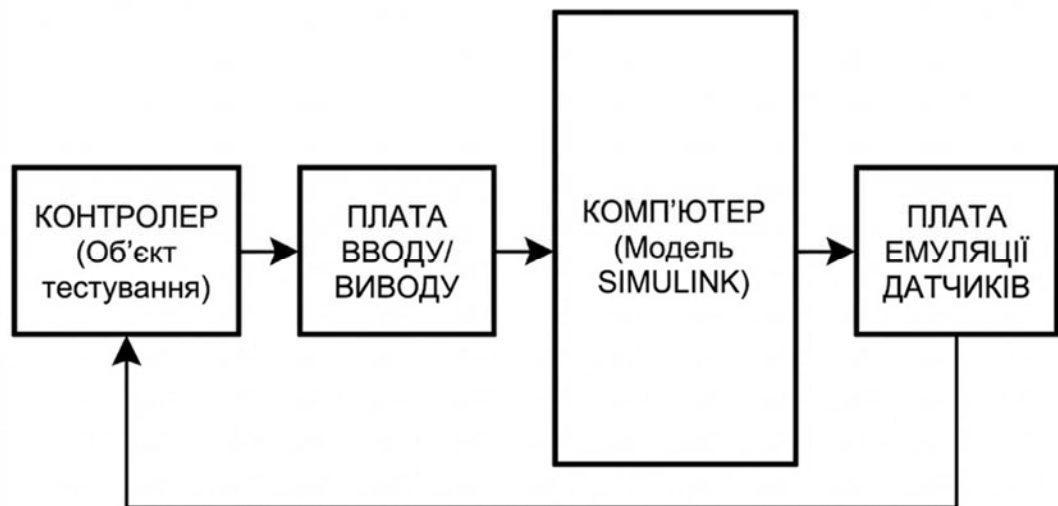 КОНТРОЛЕР
(Об’єкт
тестування)
ПЛАТА
ВВОДУ/
ВИВОДУ
КОМП’ЮТЕР
(Модель
SIMULINK)
ПЛАТА
ЕМУЛЯЦІЇ
ДАТЧИКІВ